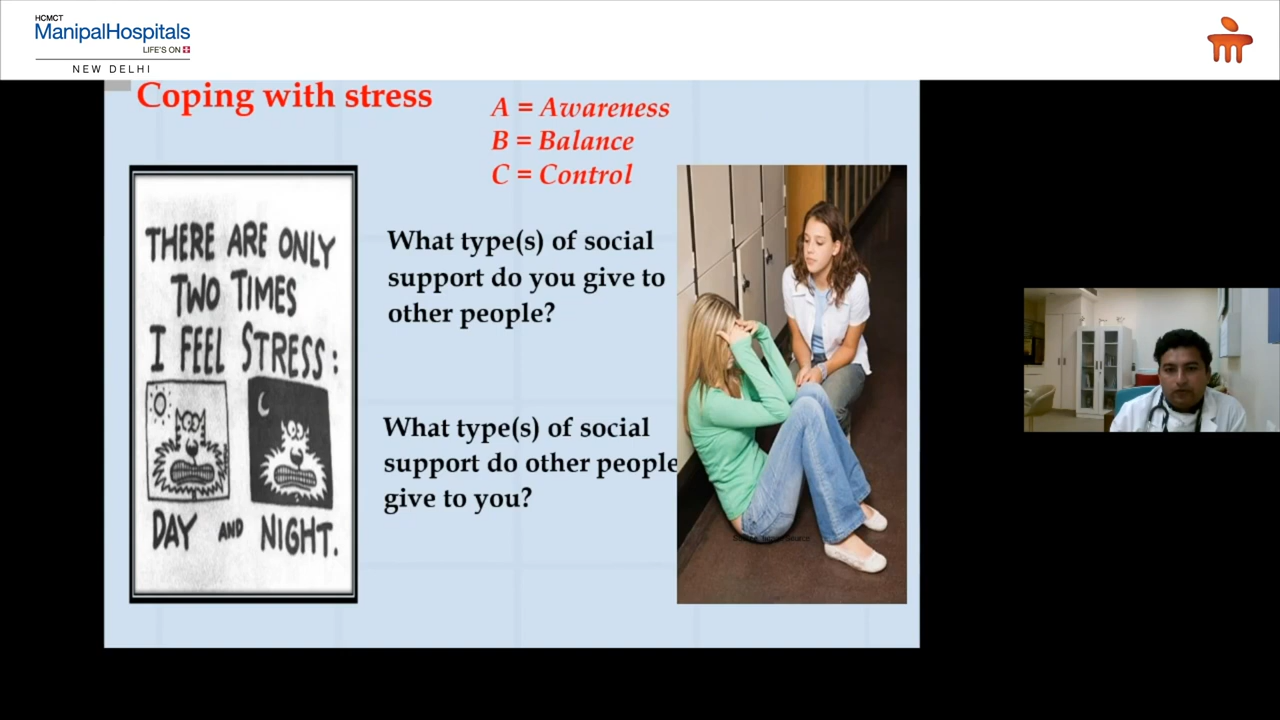 HCMCT
ManipalHospitals
LIFE'S ON
NEW DELHI
Coping with stress
A = Awareness
B = Balance
C = Control
THERE ARE ONLY
TWO TIMES
I FEEL STRESS:
DAY AND NIGHT.
What type(s) of social
support do you give to
other people?
What type(s) of social
support do other people
give to you?